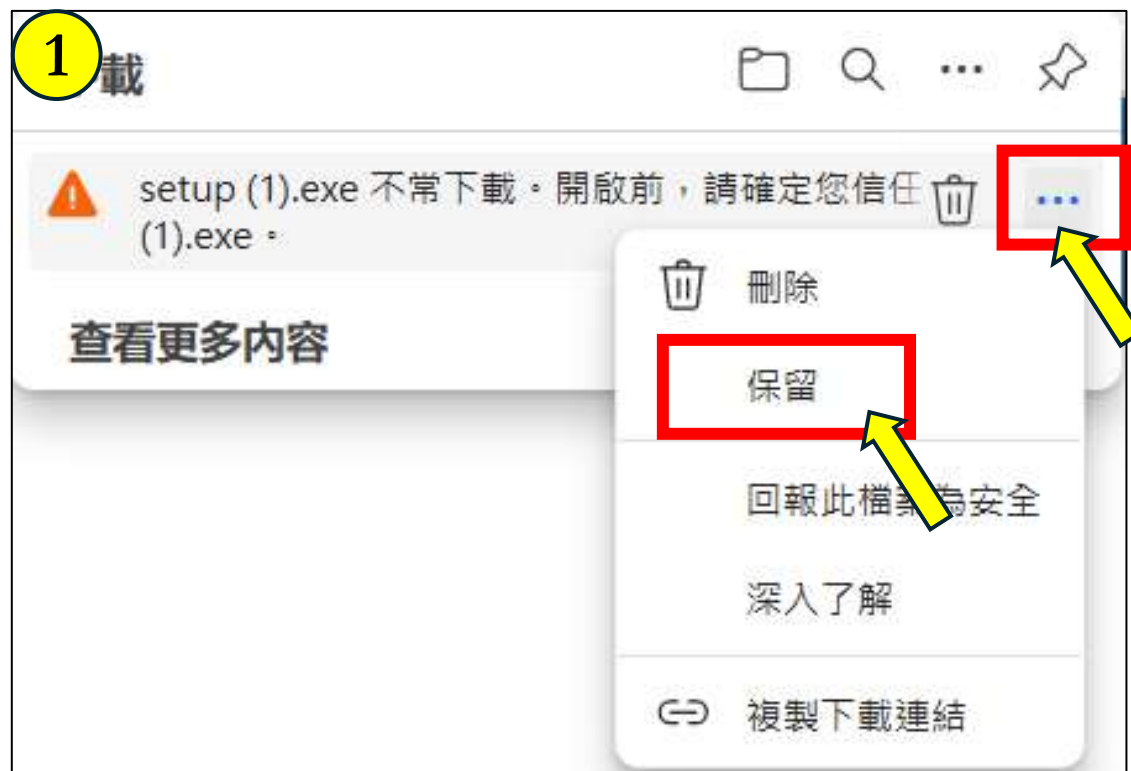 1
載
setup (1).exe 不常下載。開啟前，請確定您信任
(1).exe。
刪除
查看更多内容
保留
回報此檔案為安全
深入了解
複製下載連結